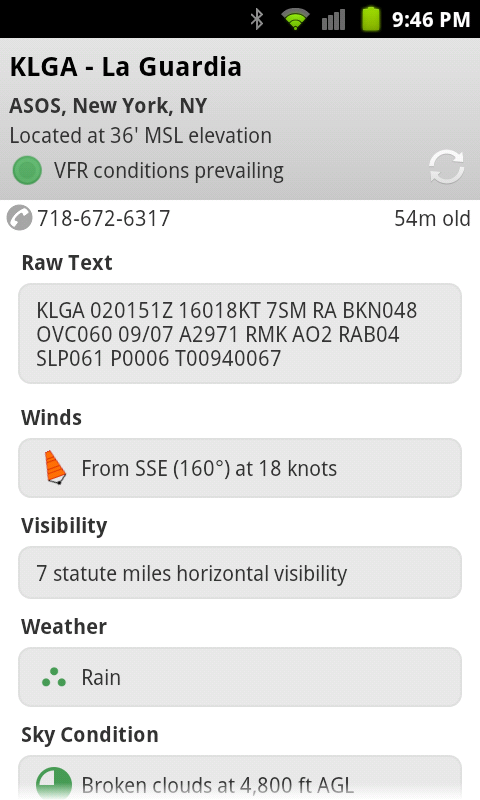 9:46 PM
KLGA - La Guardia
ASOS, New York, NY
Located at 36' MSL elevation
VFR conditions prevailing
718-672-6317 54m old
Raw Text
KLGA 020151Z 16018KT 7SM RA BKN048
OVC060 09/07 A2971 RMK AO2 RAB04
SLP061 P0006 T00940067
Winds
From SSE (160°) at 18 knots
Visibility
7 statute miles horizontal visibility
Weather
Rain
Sky Condition
Broken clouds at 4,800 ft AGL